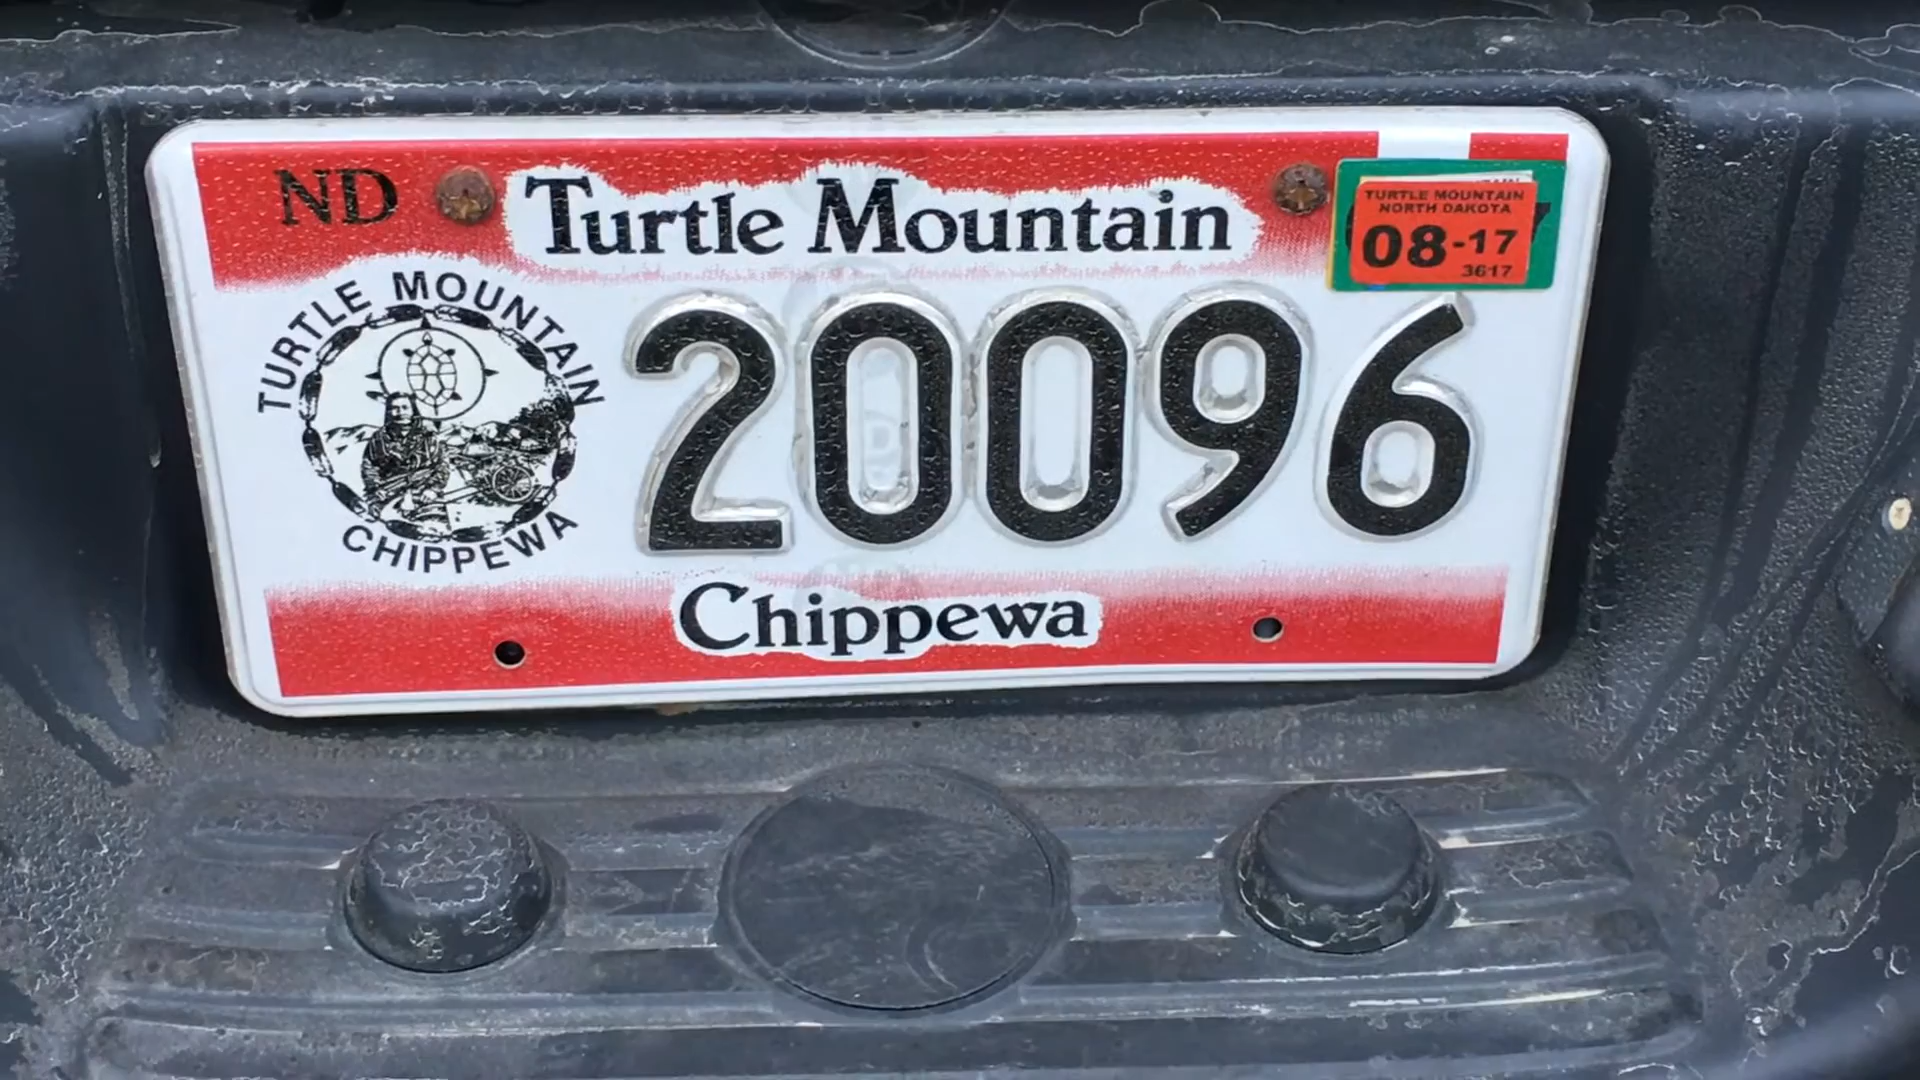 ND
Turtle Mountain
TURTLE MOUNTAIN
NORTH DAKOTA
08-17
3617
TURTLE MOUNTAIN
CHIPPEWA
20096
Chippewa